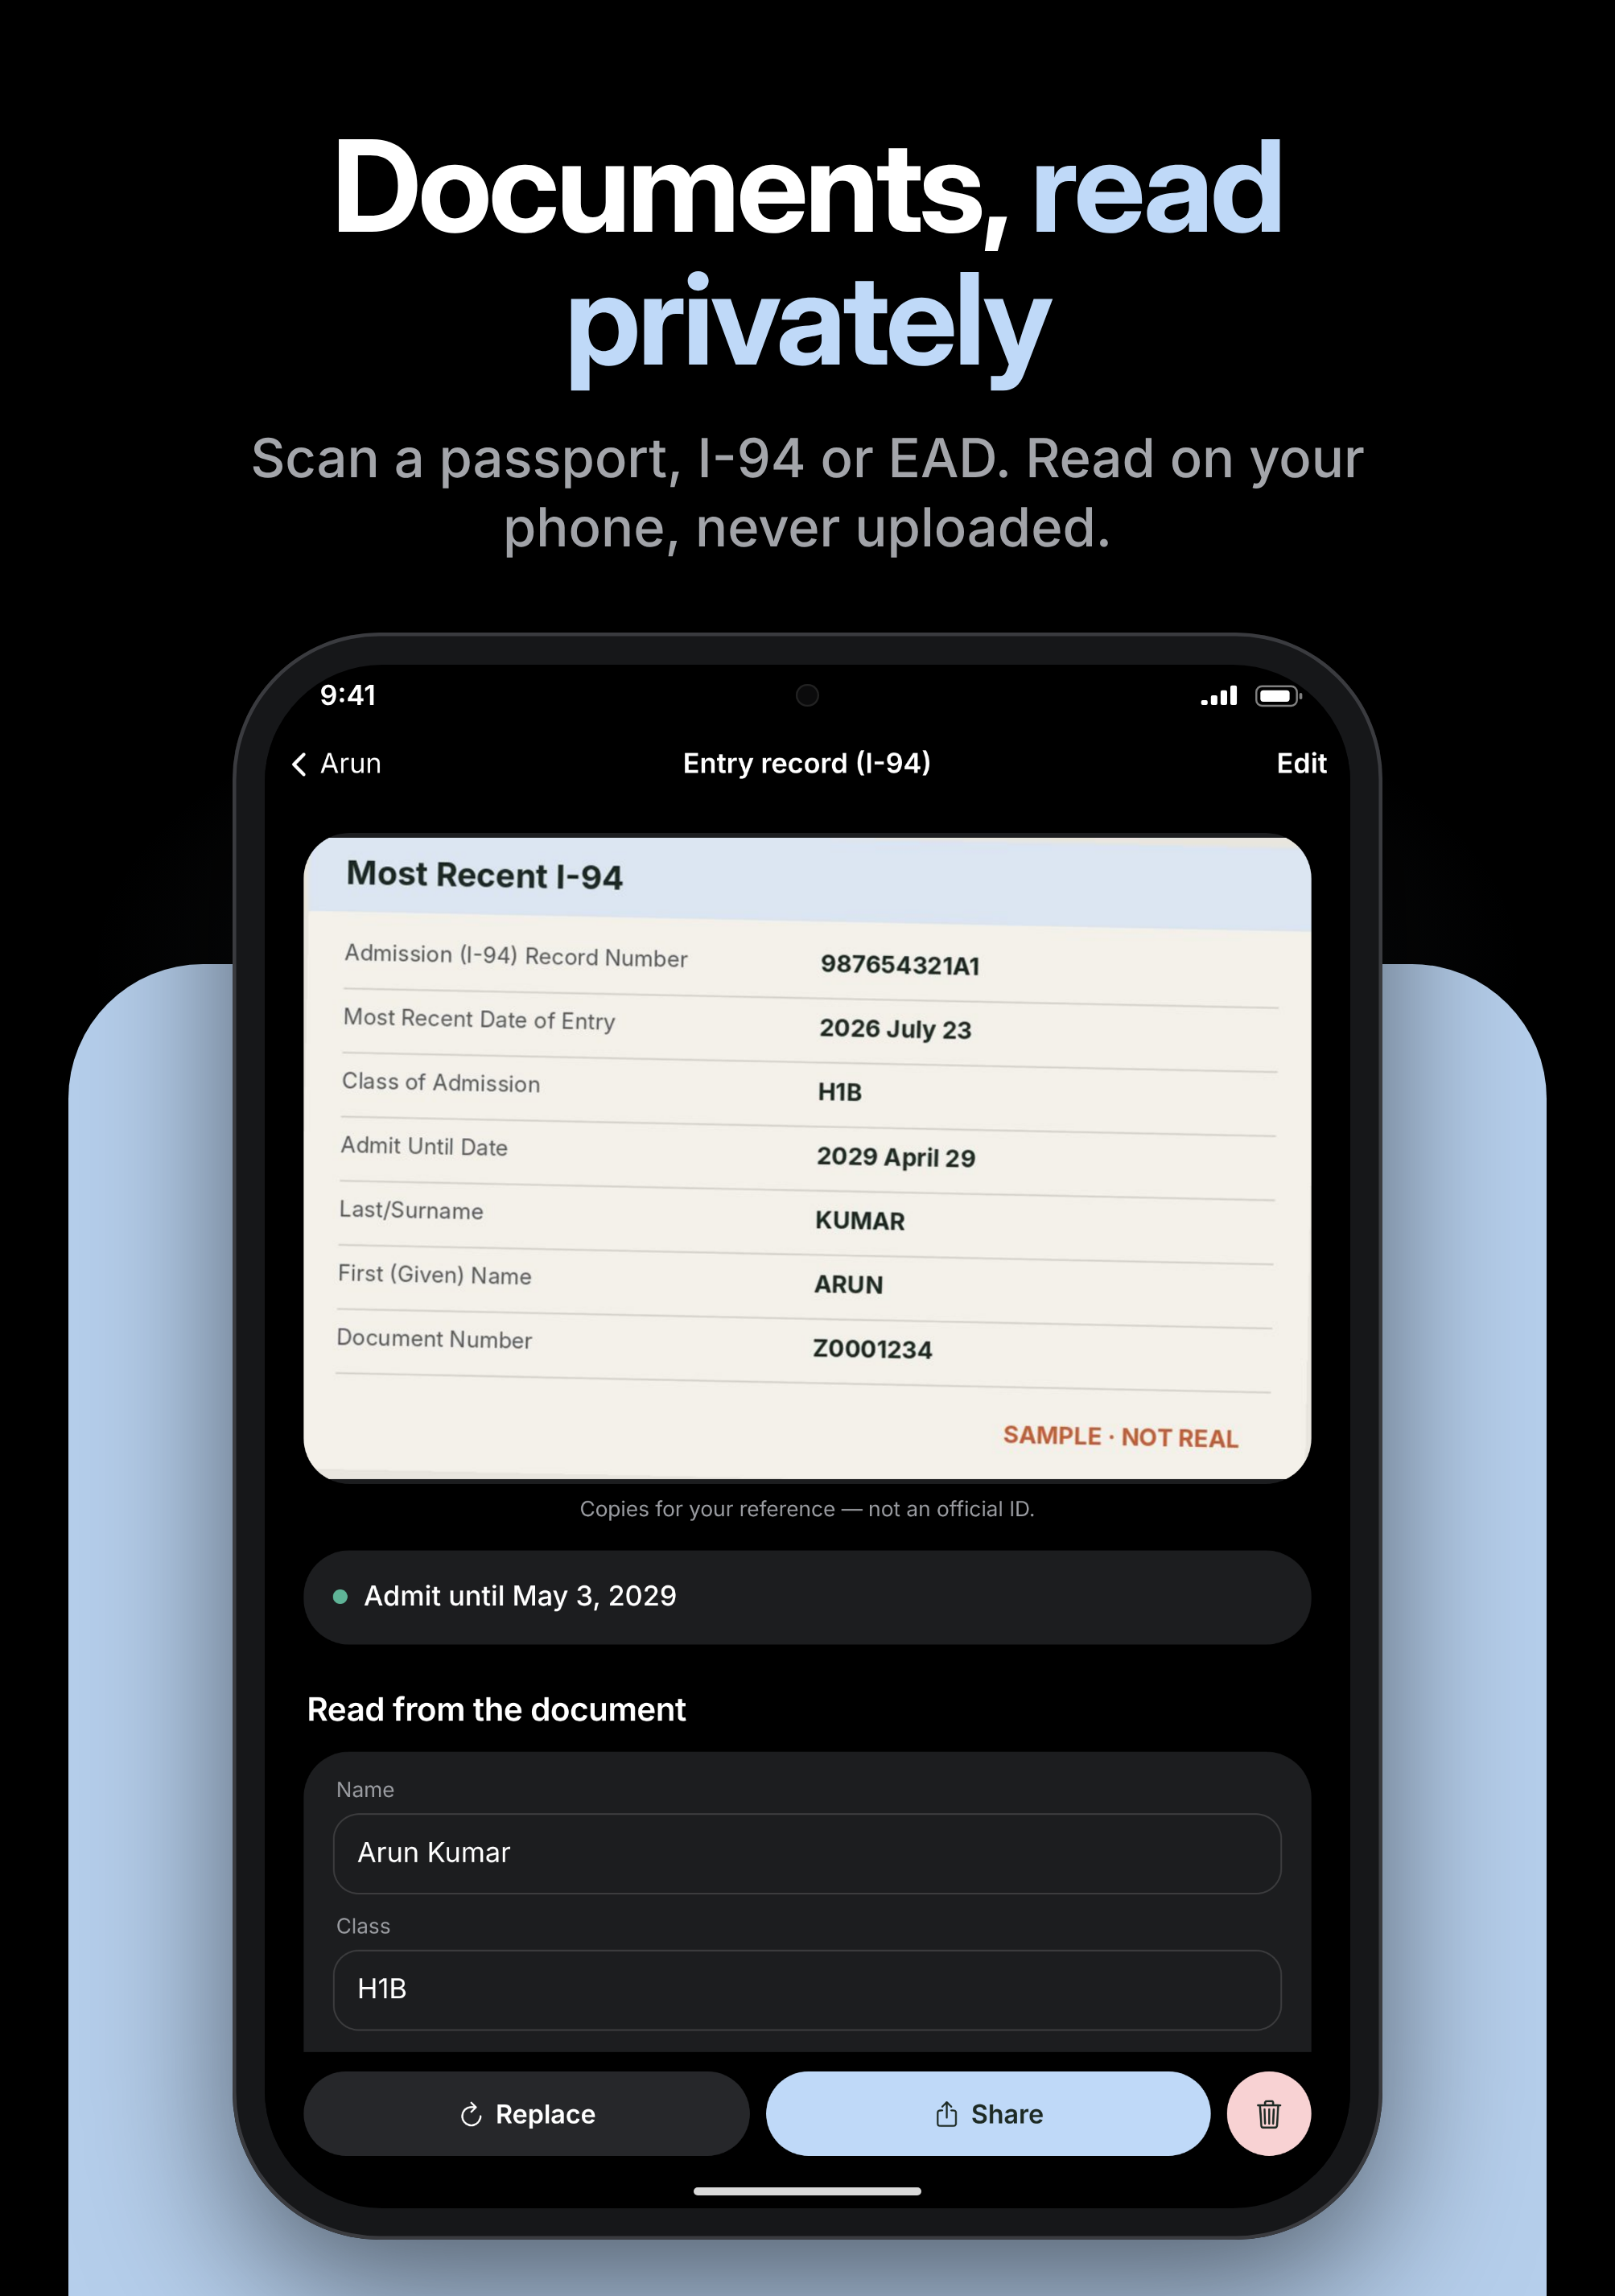 Documents, read
privately
Scan a passport, I-94 or EAD. Read on your
phone, never uploaded.
9:41
Arun
Entry record (I-94)
Edit
Most Recent I-94
Admission (I-94) Record Number 987654321A1
Most Recent Date of Entry 2026 July 23
Class of Admission H1B
Admit Until Date 2029 April 29
Last/Surname KUMAR
First (Given) Name ARUN
Document Number Z0001234
SAMPLE · NOT REAL
Copies for your reference — not an official ID.
Admit until May 3, 2029
Read from the document
Name
Arun Kumar
Class
H1B
Replace
Share